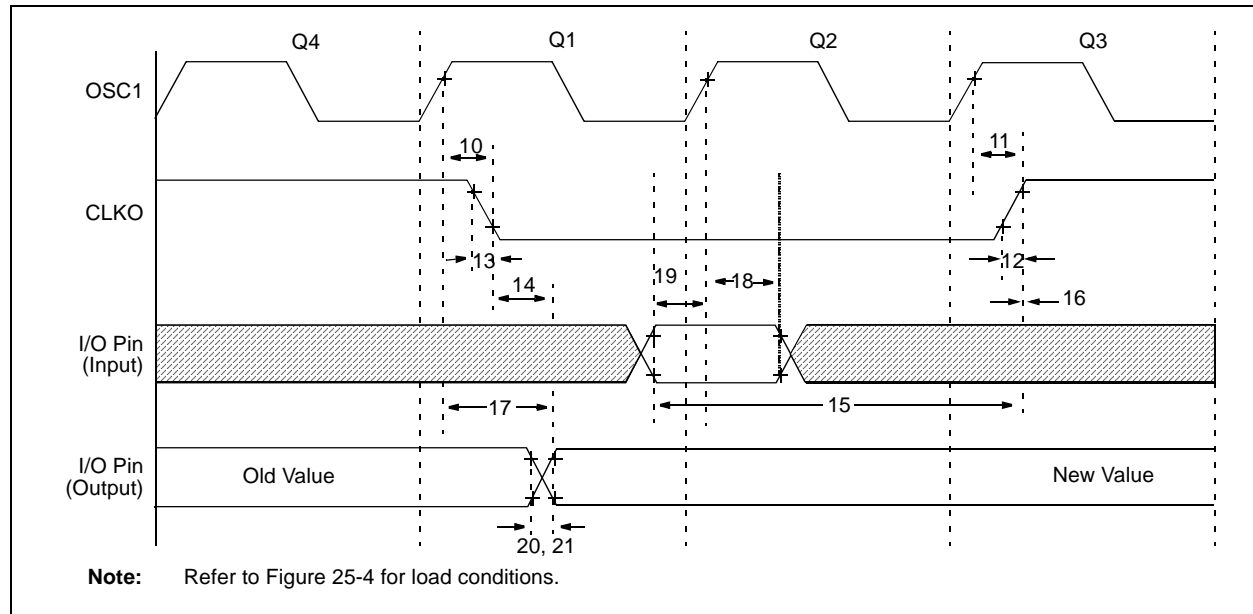 Q4 Q1 Q2 Q3
OSC1
10 11
CLKO
13 12
14 19 18 16
I/O Pin
(Input)
17 15
I/O Pin
(Output)
Old Value New Value
20, 21
Note: Refer to Figure 25-4 for load conditions.